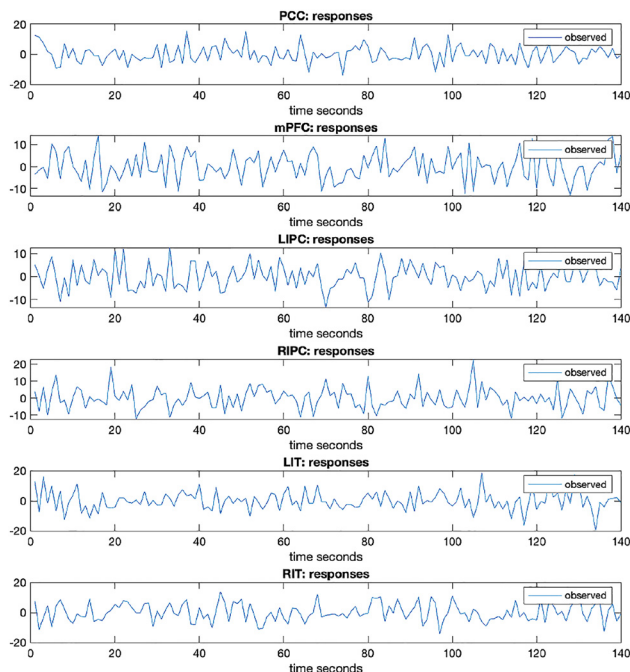 PCC: responses
20
0
-20
observed
0 20 40 60 80 100 120 140
time seconds
mPFC: responses
10
0
-10
observed
0 20 40 60 80 100 120 140
time seconds
LIPC: responses
10
0
-10
observed
0 20 40 60 80 100 120 140
time seconds
RIPC: responses
20
10
0
-10
observed
0 20 40 60 80 100 120 140
time seconds
LIT: responses
20
0
-20
observed
0 20 40 60 80 100 120 140
time seconds
RIT: responses
20
0
-20
observed
0 20 40 60 80 100 120 140
time seconds